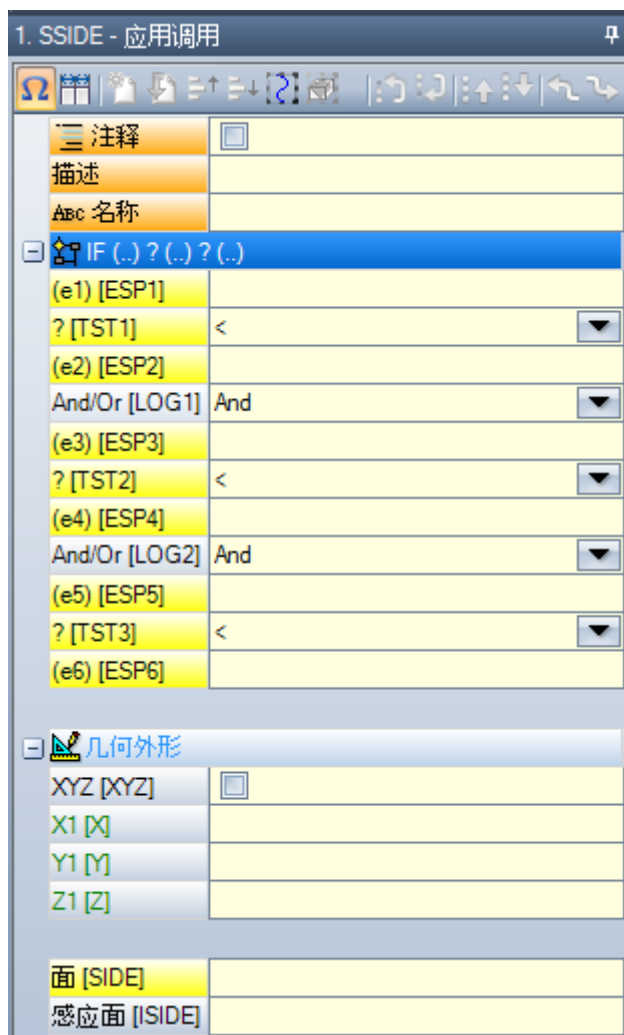 1. SSIDE - 应用调用
注释
描述
ABC 名称
IF (..) ? (..) ? (..)
(e1) [ESP1]
? [TST1] <
(e2) [ESP2]
And/Or [LOG1] And
(e3) [ESP3]
? [TST2] <
(e4) [ESP4]
And/Or [LOG2] And
(e5) [ESP5]
? [TST3] <
(e6) [ESP6]
几何外形
XYZ [XYZ]
X1 [X]
Y1 [Y]
Z1 [Z]
面 [SIDE]
感应面 [ISIDE]